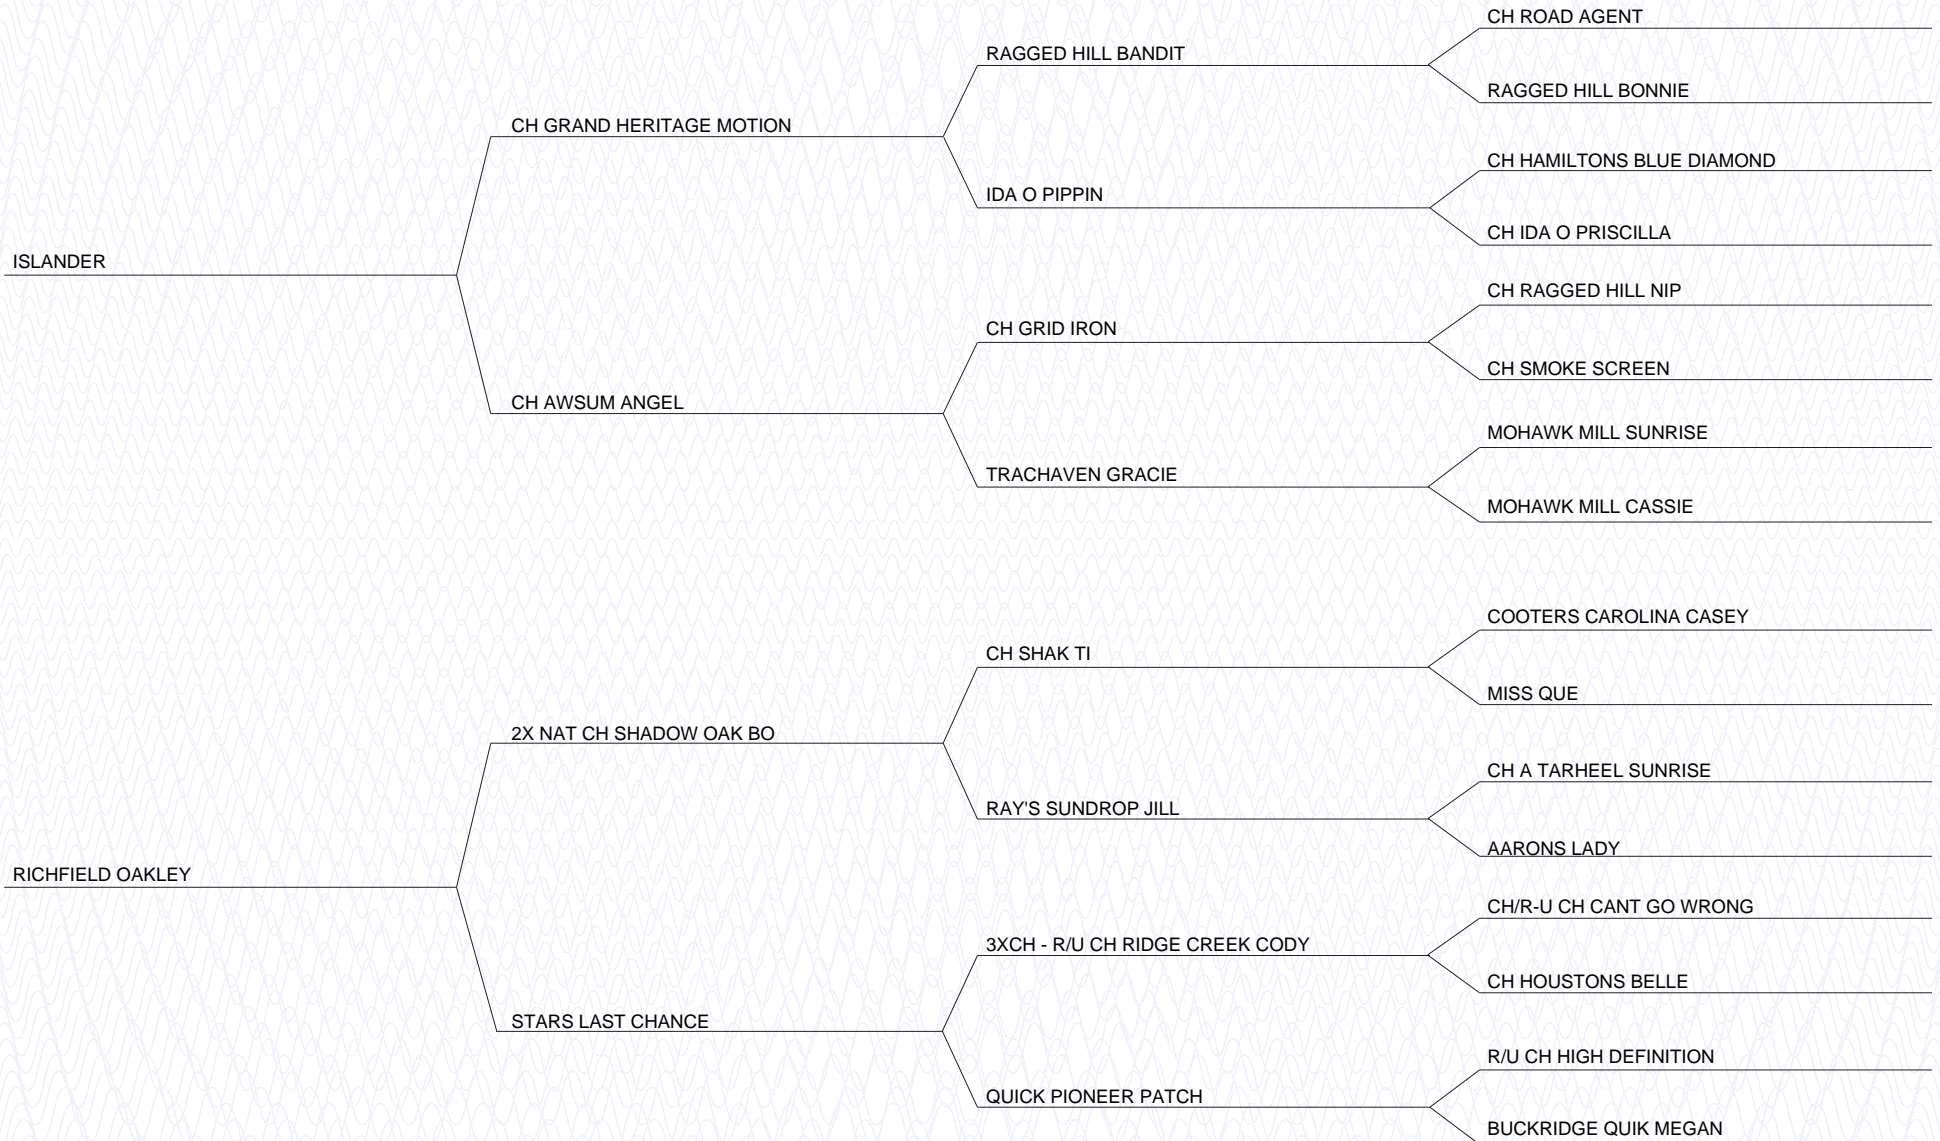 CH ROAD AGENT
RAGGED HILL BANDIT
RAGGED HILL BONNIE
CH GRAND HERITAGE MOTION
CH HAMILTONS BLUE DIAMOND
IDA O PIPPIN
CH IDA O PRISCILLA
ISLANDER
CH RAGGED HILL NIP
CH GRID IRON
CH SMOKE SCREEN
CH AWSUM ANGEL
MOHAWK MILL SUNRISE
TRACHAVEN GRACIE
MOHAWK MILL CASSIE
COOTERS CAROLINA CASEY
CH SHAK TI
MISS QUE
2X NAT CH SHADOW OAK BO
CH A TARHEEL SUNRISE
RAY'S SUNDROP JILL
AARONS LADY
RICHFIELD OAKLEY
CH/R-U CH CANT GO WRONG
3XCH - R/U CH RIDGE CREEK CODY
CH HOUSTONS BELLE
STARS LAST CHANCE
R/U CH HIGH DEFINITION
QUICK PIONEER PATCH
BUCKRIDGE QUIK MEGAN